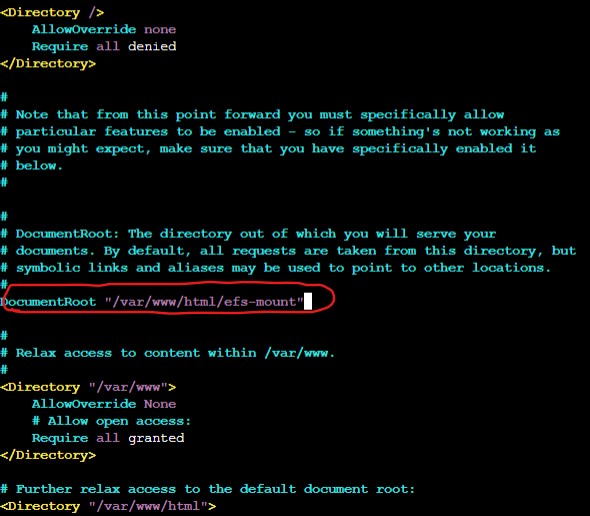 <Directory />
    AllowOverride none
    Require all denied
</Directory>
#
# Note that from this point forward you must specifically allow
# particular features to be enabled - so if something's not working as
# you might expect, make sure that you have specifically enabled it
# below.
#
#
# DocumentRoot: The directory out of which you will serve your
# documents. By default, all requests are taken from this directory, but
# symbolic links and aliases may be used to point to other locations.
#
DocumentRoot "/var/www/html/efs-mount"
#
# Relax access to content within /var/www.
#
<Directory "/var/www">
    AllowOverride None
    # Allow open access:
    Require all granted
</Directory>
# Further relax access to the default document root:
<Directory "/var/www/html">